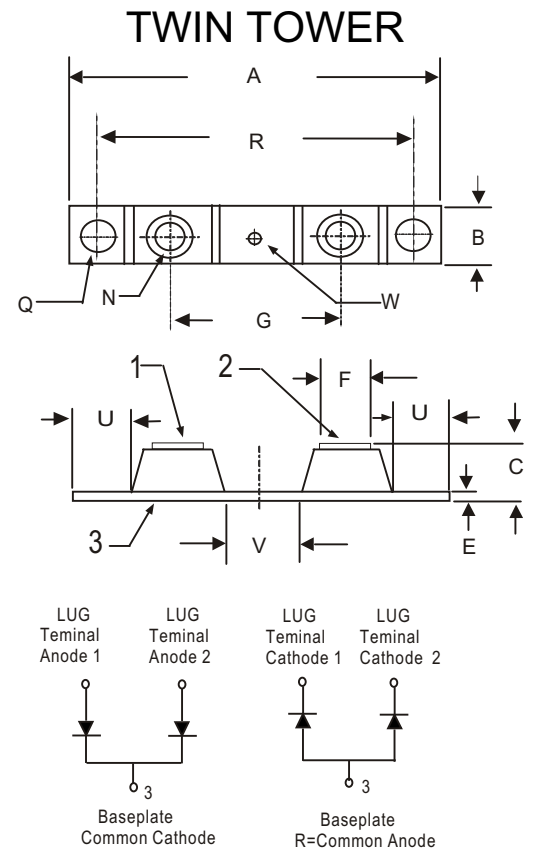 TWIN TOWER
A
R
B
Q
N
W
G
1
2
F
U
U
C
3
V
E
LUG
Teminal
Anode 1
LUG
Teminal
Anode 2
LUG
Teminal
Cathode 1
LUG
Teminal
Cathode 2
3
Baseplate
Common Cathode
3
Baseplate
R=Common Anode